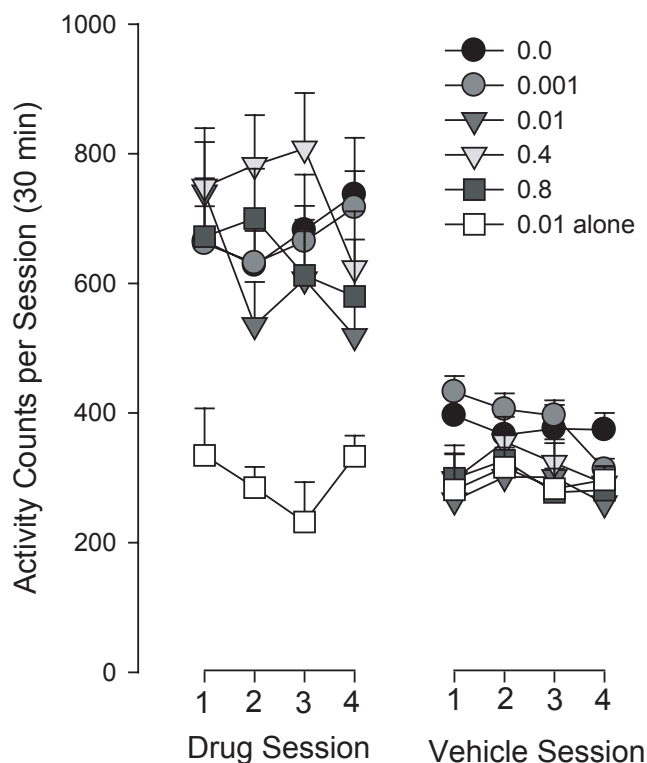 Activity Counts per Session (30 min)
1000
800
600
400
200
0
0.0
0.001
0.01
0.4
0.8
0.01 alone
1 2 3 4
1 2 3 4
Drug Session
Vehicle Session